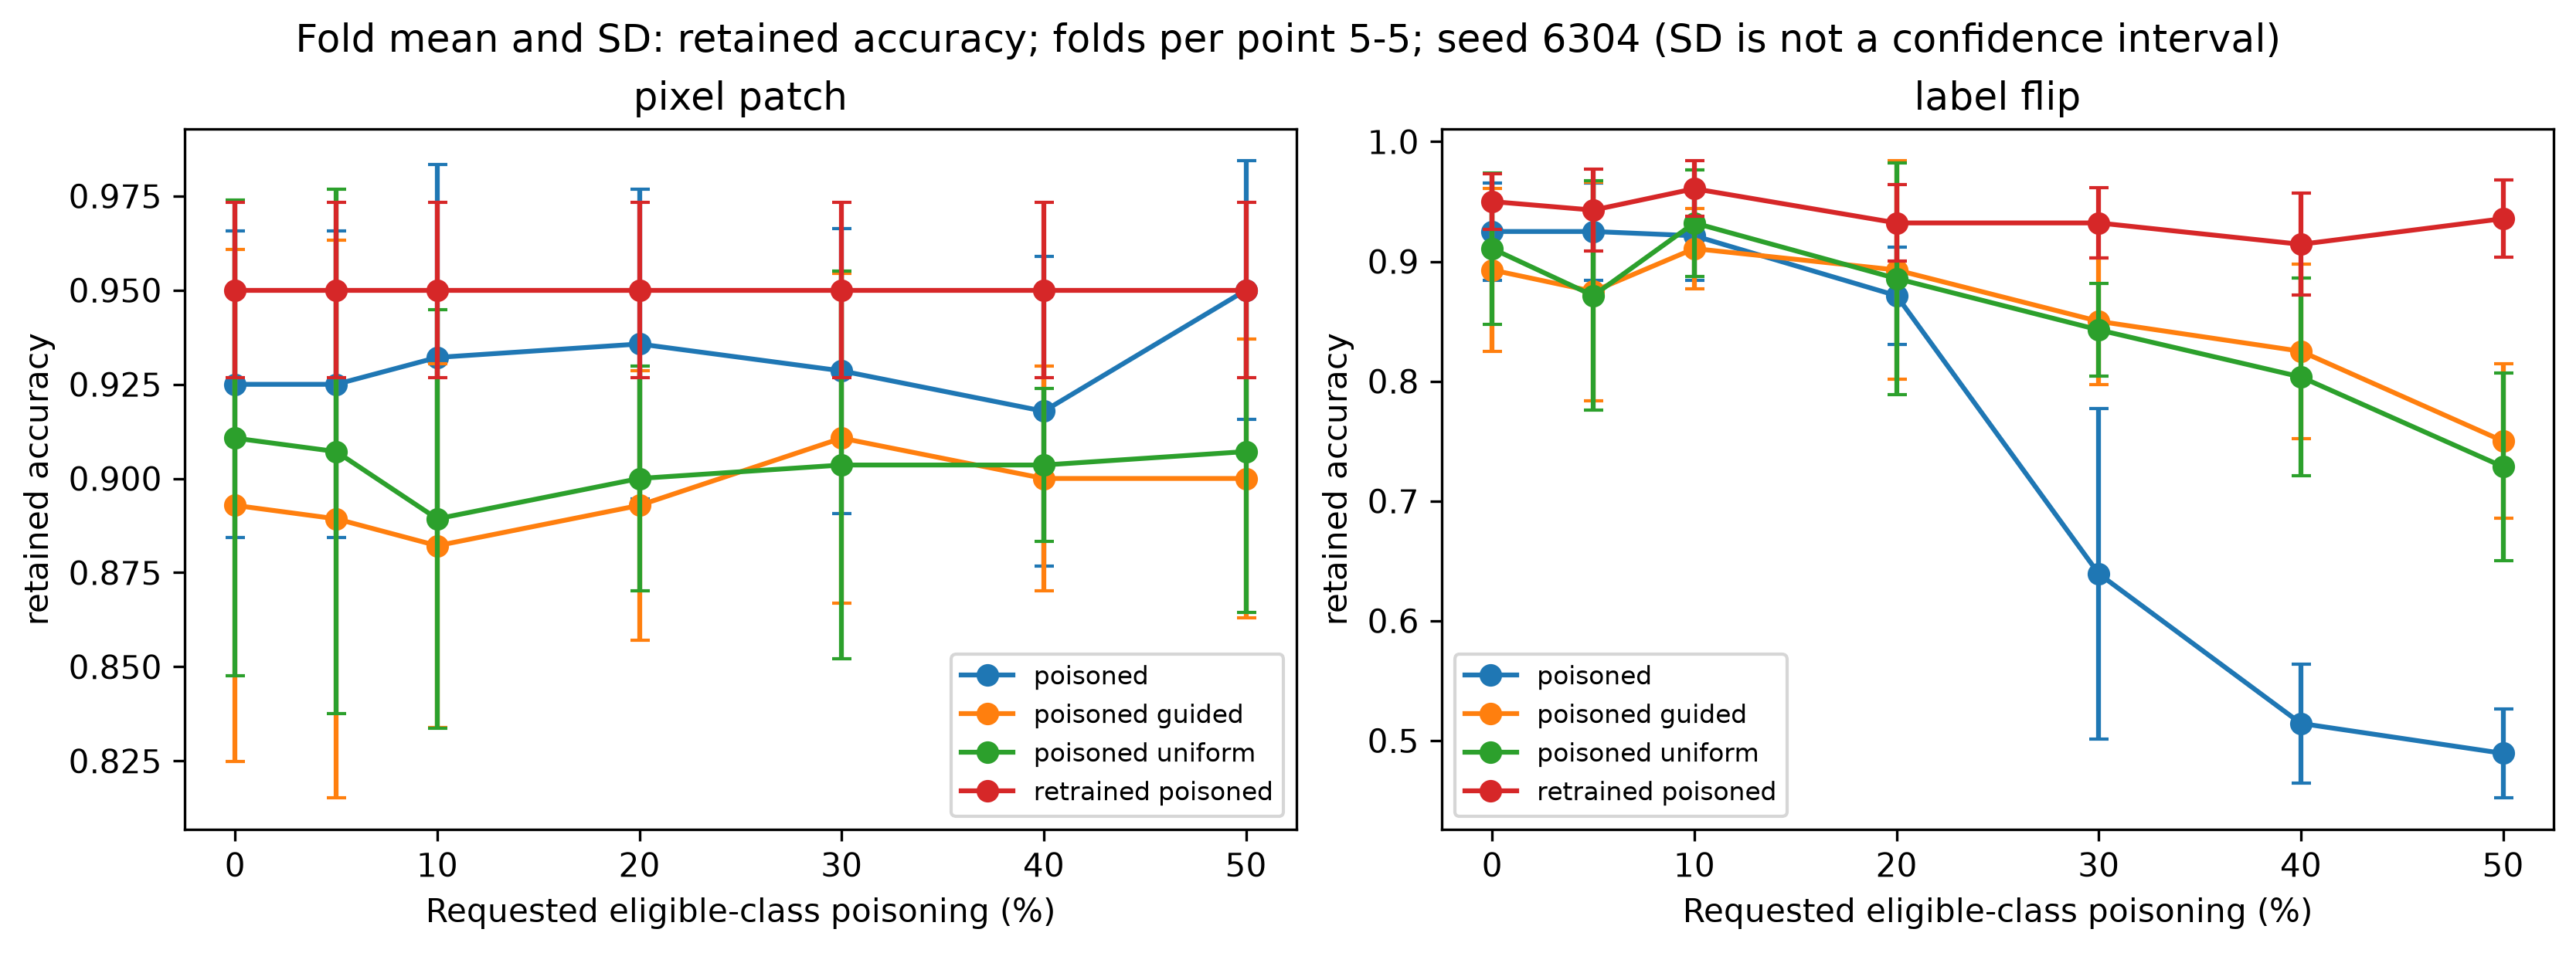 Fold mean and SD: retained accuracy; folds per point 5-5; seed 6304 (SD is not a confidence interval)
pixel patch
retained accuracy
0.975
0.950
0.925
0.900
0.875
0.850
0.825
0
10
20
30
40
50
Requested eligible-class poisoning (%)
poisoned
poisoned guided
poisoned uniform
retrained poisoned
label flip
retained accuracy
1.0
0.9
0.8
0.7
0.6
0.5
0
10
20
30
40
50
Requested eligible-class poisoning (%)
poisoned
poisoned guided
poisoned uniform
retrained poisoned